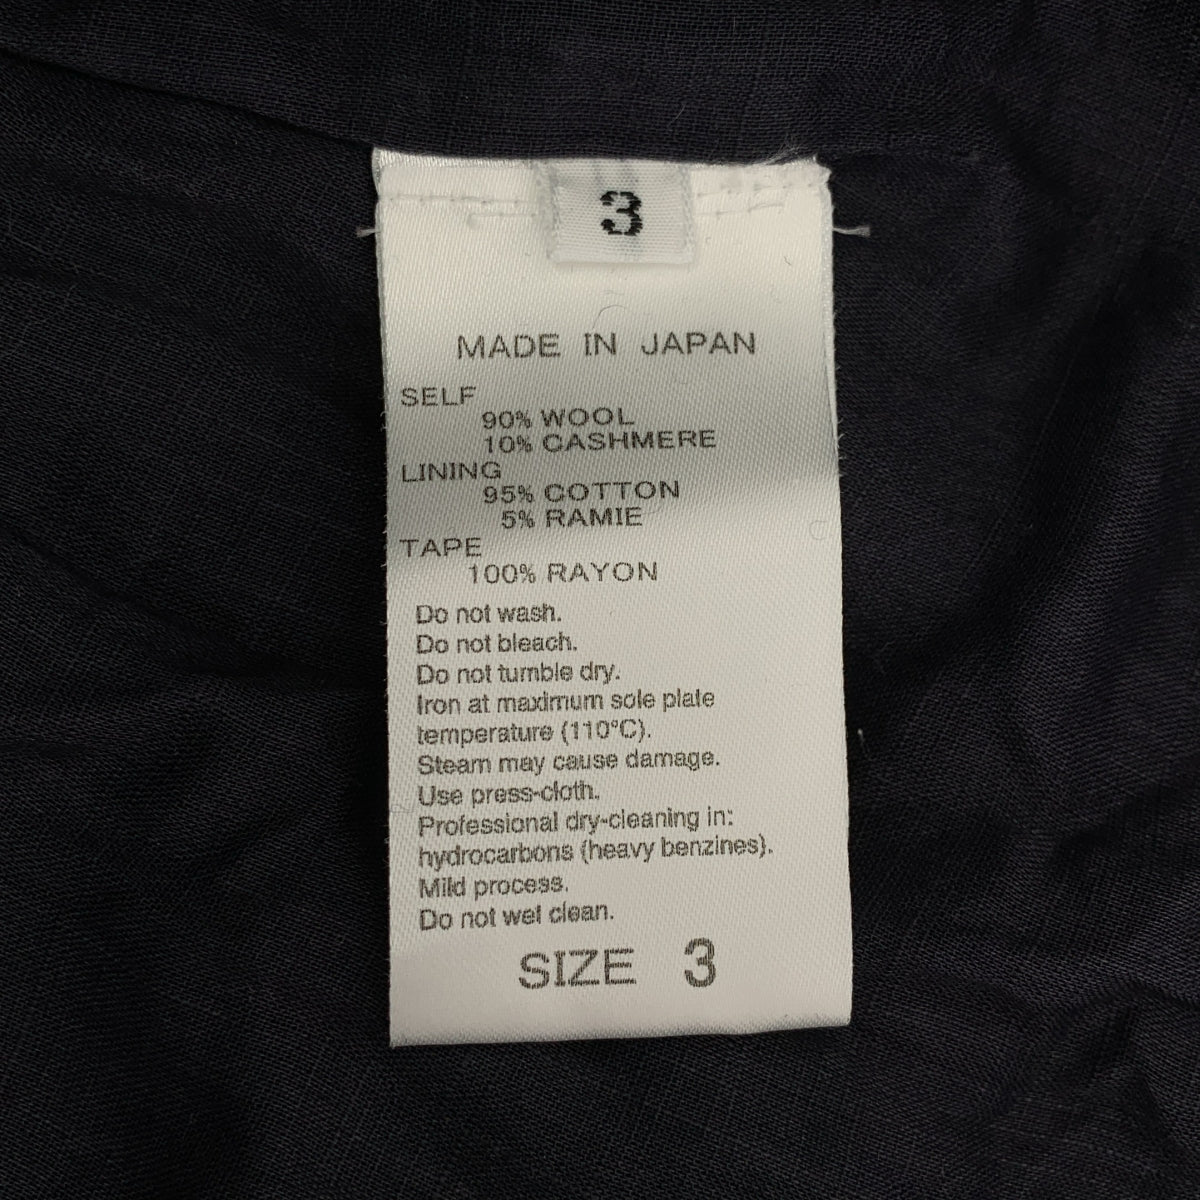 3
MADE IN JAPAN
SELF
90% WOOL
10% CASHMERE
LINING
95% COTTON
5% RAMIE
TAPE
100% RAYON
Do not wash.
Do not bleach.
Do not tumble dry.
Iron at maximum sole plate
temperature (110°C).
Steam may cause damage.
Use press-cloth.
Professional dry-cleaning in:
hydrocarbons (heavy benzines).
Mild process.
Do not wet clean.
SIZE 3